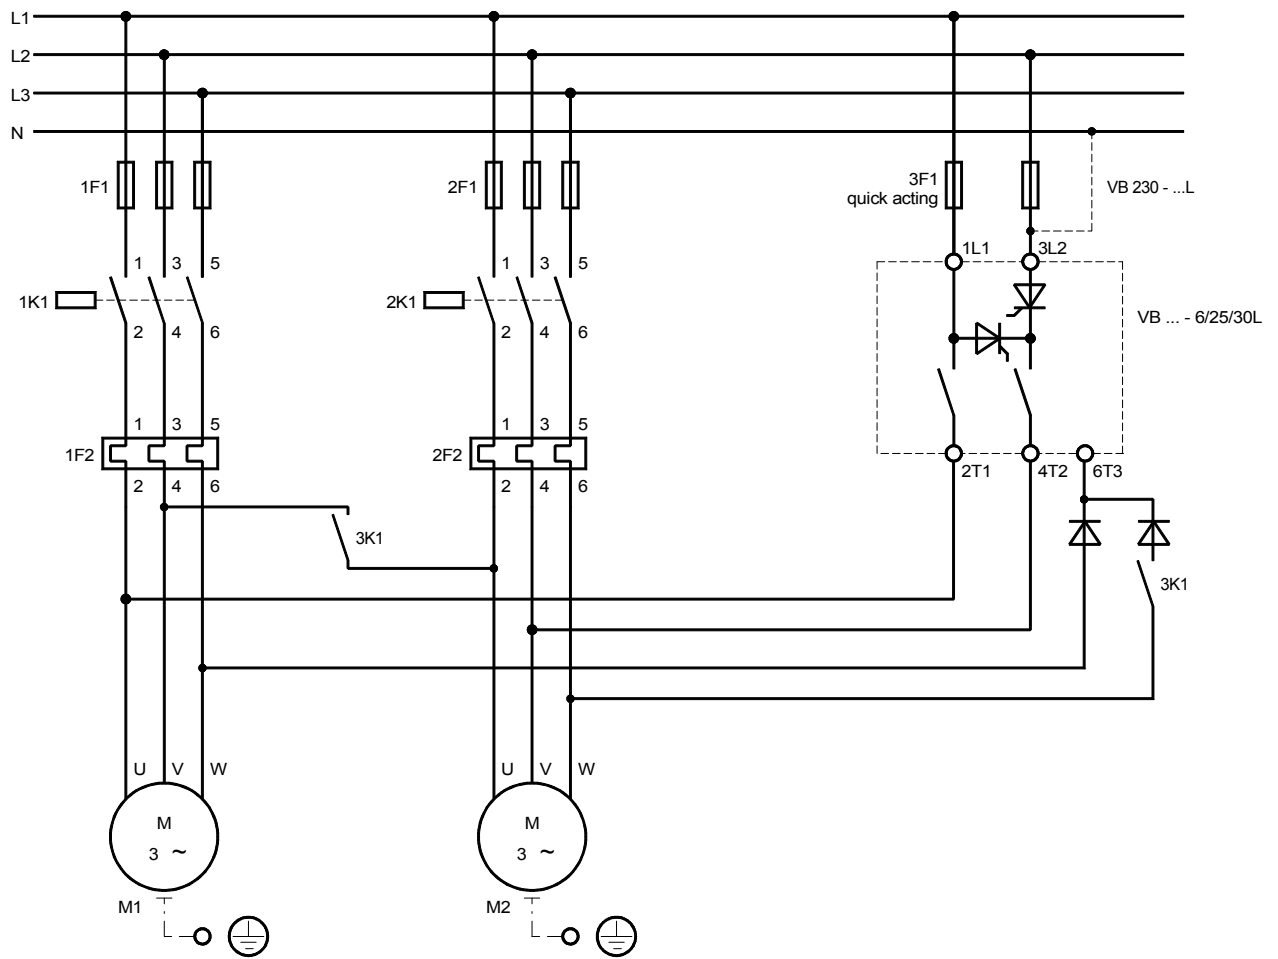 L1
L2
L3
N
1F1
2F1
3F1
quick acting
VB 230 - ...L
1 3 5
1 3 5
1L1 3L2
1K1
2K1
VB ... - 6/25/30L
2 4 6
2 4 6
1 3 5
1 3 5
1F2
2F2
2T1 4T2 6T3
2 4 6
2 4 6
3K1
3K1
U V W
U V W
M
3 ~
M
3 ~
M1
M2